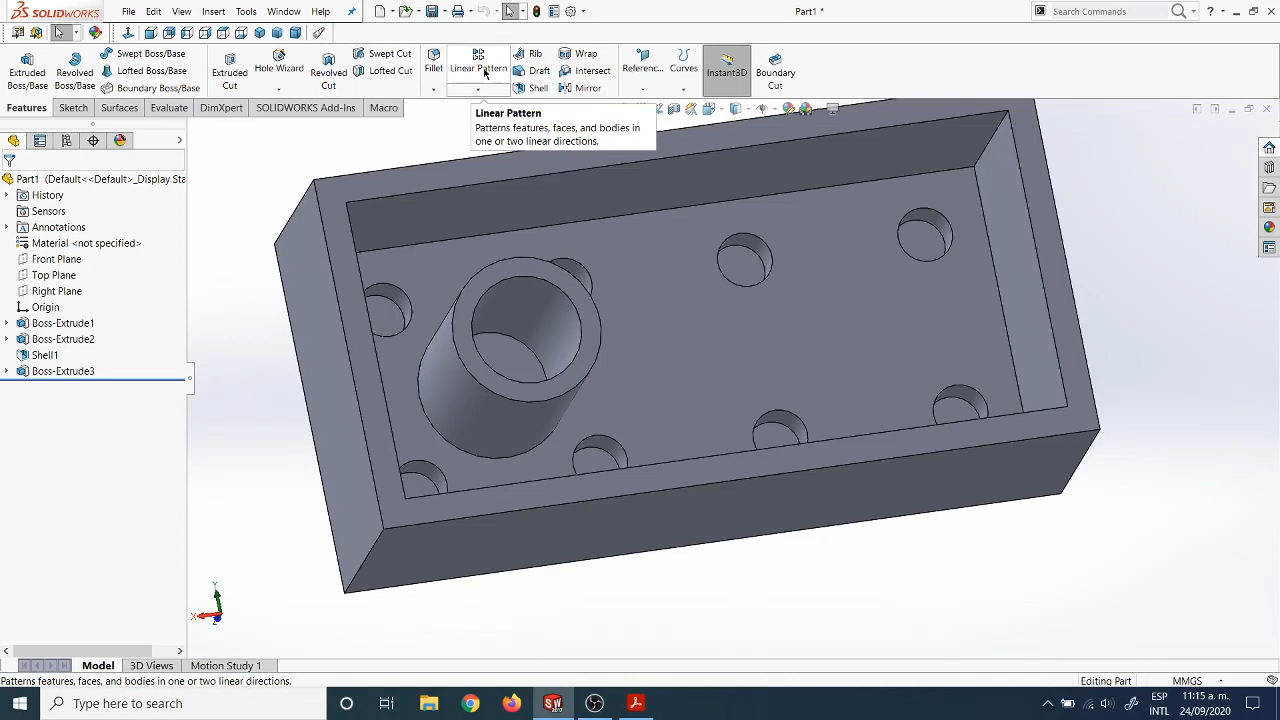 SOLIDWORKS File Edit View Insert Tools Window Help Part1 * Search Commands
Extruded Boss/Base
Revolved Boss/Base
Swept Boss/Base
Lofted Boss/Base
Boundary Boss/Base
Extruded Cut
Hole Wizard
Revolved Cut
Swept Cut
Lofted Cut
Fillet
Linear Pattern
Rib
Draft
Shell
Wrap
Intersect
Mirror
Referenc...
Curves
Instant3D
Boundary Cut
Features Sketch Surfaces Evaluate DimXpert SOLIDWORKS Add-Ins Macro
Linear Pattern
Patterns features, faces, and bodies in
one or two linear directions.
Part1 (Default<<Default>_Display Sta
History
Sensors
Annotations
Material <not specified>
Front Plane
Top Plane
Right Plane
Origin
Boss-Extrude1
Boss-Extrude2
Shell1
Boss-Extrude3
Y
X
Z
Model 3D Views Motion Study 1
Patterns features, faces, and bodies in one or two linear directions. Editing Part MMGS
Type here to search
SW
2017
ESP
INTL
11:15 a. m.
24/09/2020